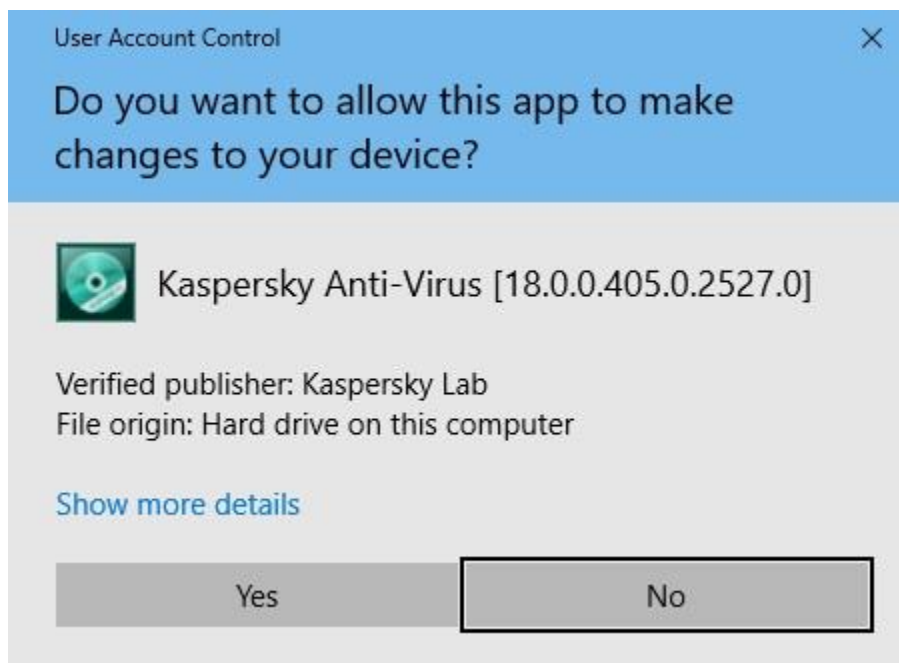 User Account Control
Do you want to allow this app to make
changes to your device?
Kaspersky Anti-Virus [18.0.0.405.0.2527.0]
Verified publisher: Kaspersky Lab
File origin: Hard drive on this computer
Show more details
Yes
No